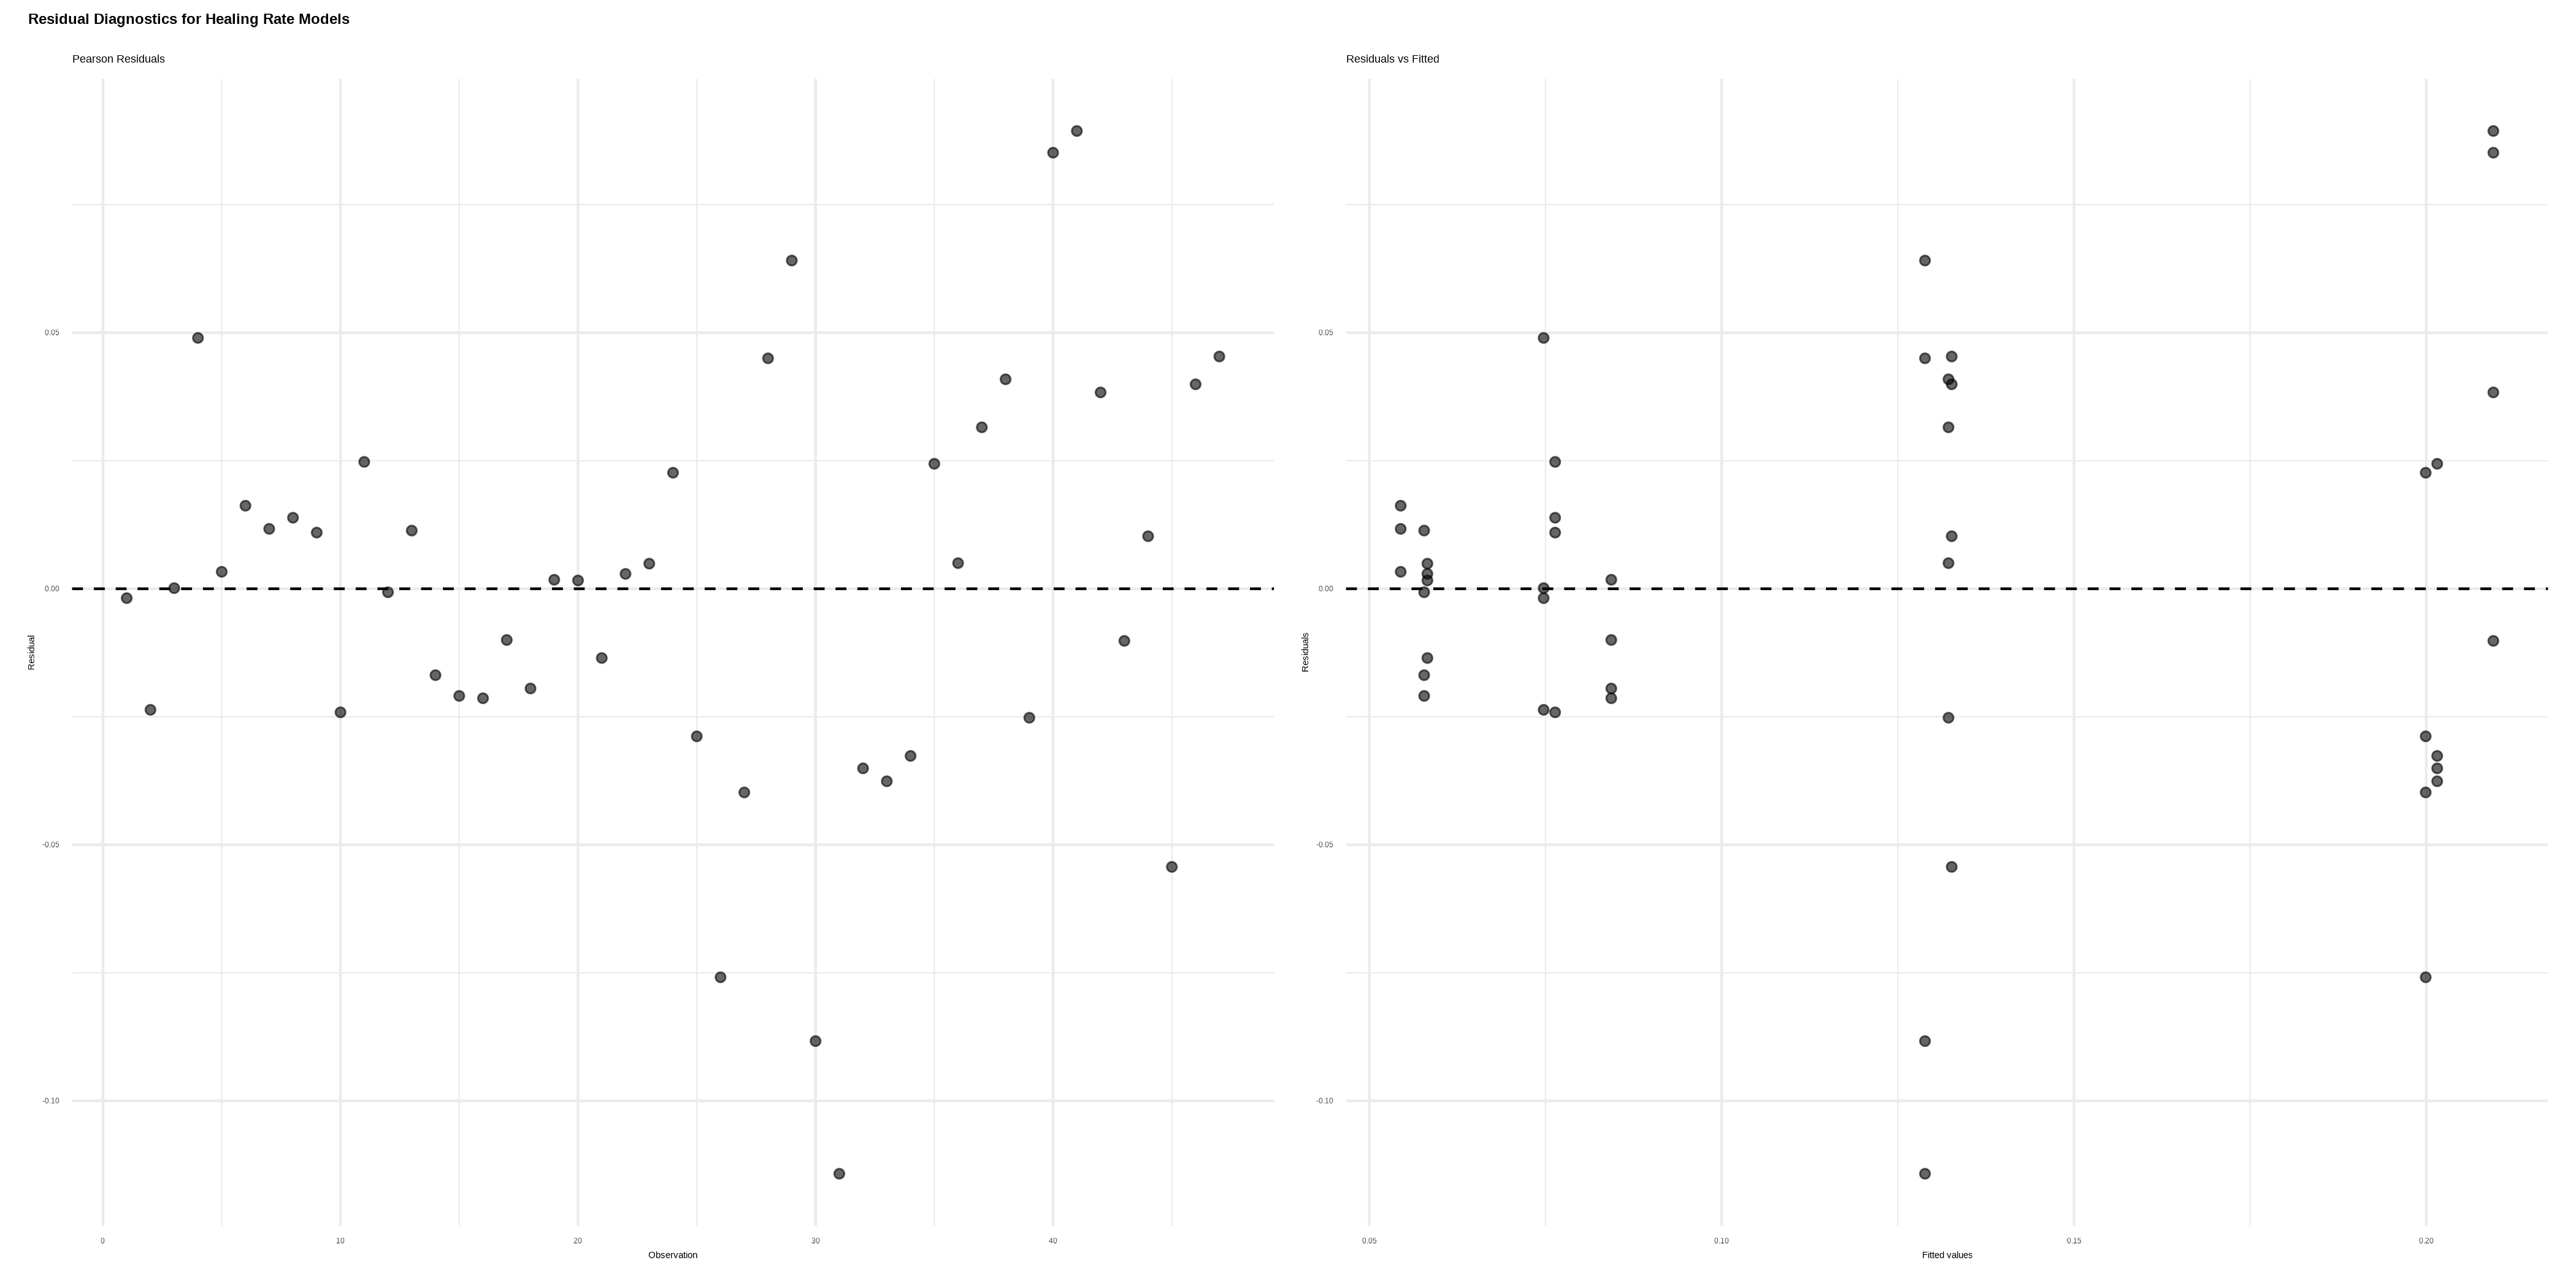 Residual Diagnostics for Healing Rate Models
Pearson Residuals
Residual
0.05
0.00
-0.05
-0.10
0 10 20 30 40
Observation
Residuals vs Fitted
Residuals
0.05
0.00
-0.05
-0.10
0.05 0.10 0.15 0.20
Fitted values